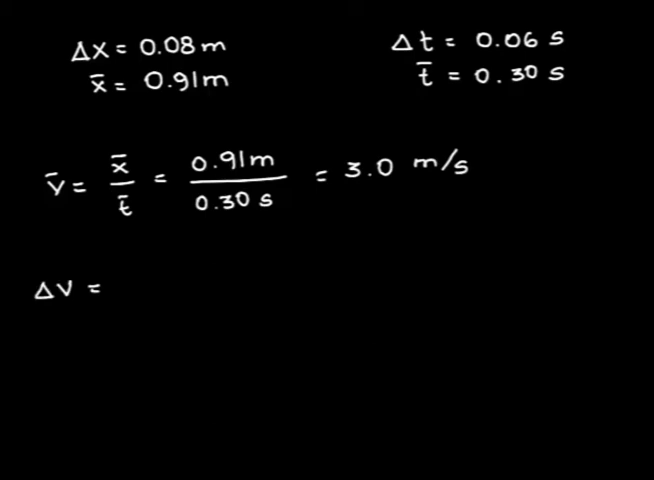 Δx = 0.08 m
x̄ = 0.91m
Δt = 0.06 s
t̄ = 0.30 s
v̄ = x̄/t̄ = 0.91m/0.30 s = 3.0 m/s
Δv =